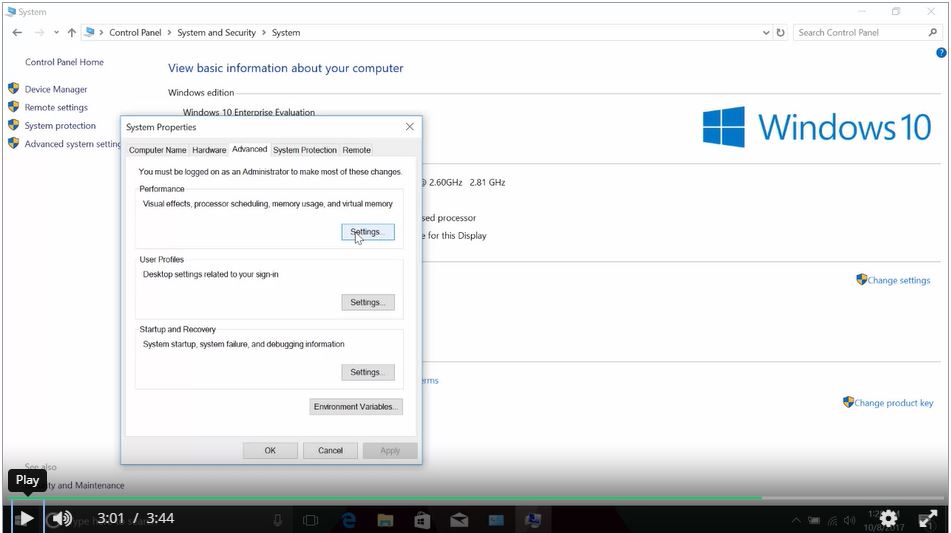 System
Control Panel > System and Security > System
Search Control Panel
Control Panel Home
View basic information about your computer
Device Manager
Windows edition
Remote settings
Windows 10 Enterprise Evaluation
System protection
Advanced system setting
Windows 10
System Properties
Computer Name Hardware Advanced System Protection Remote
You must be logged on as an Administrator to make most of these changes.
@ 2.60GHz 2.81 GHz
Performance
Visual effects, processor scheduling, memory usage, and virtual memory
sed processor
Settings...
e for this Display
User Profiles
Desktop settings related to your sign-in
Change settings
Settings...
Startup and Recovery
System startup, system failure, and debugging information
Settings...
erms
Environment Variables...
Change product key
OK Cancel Apply
See also
Play
ty and Maintenance
3:01 / 3:44
10/8/2017